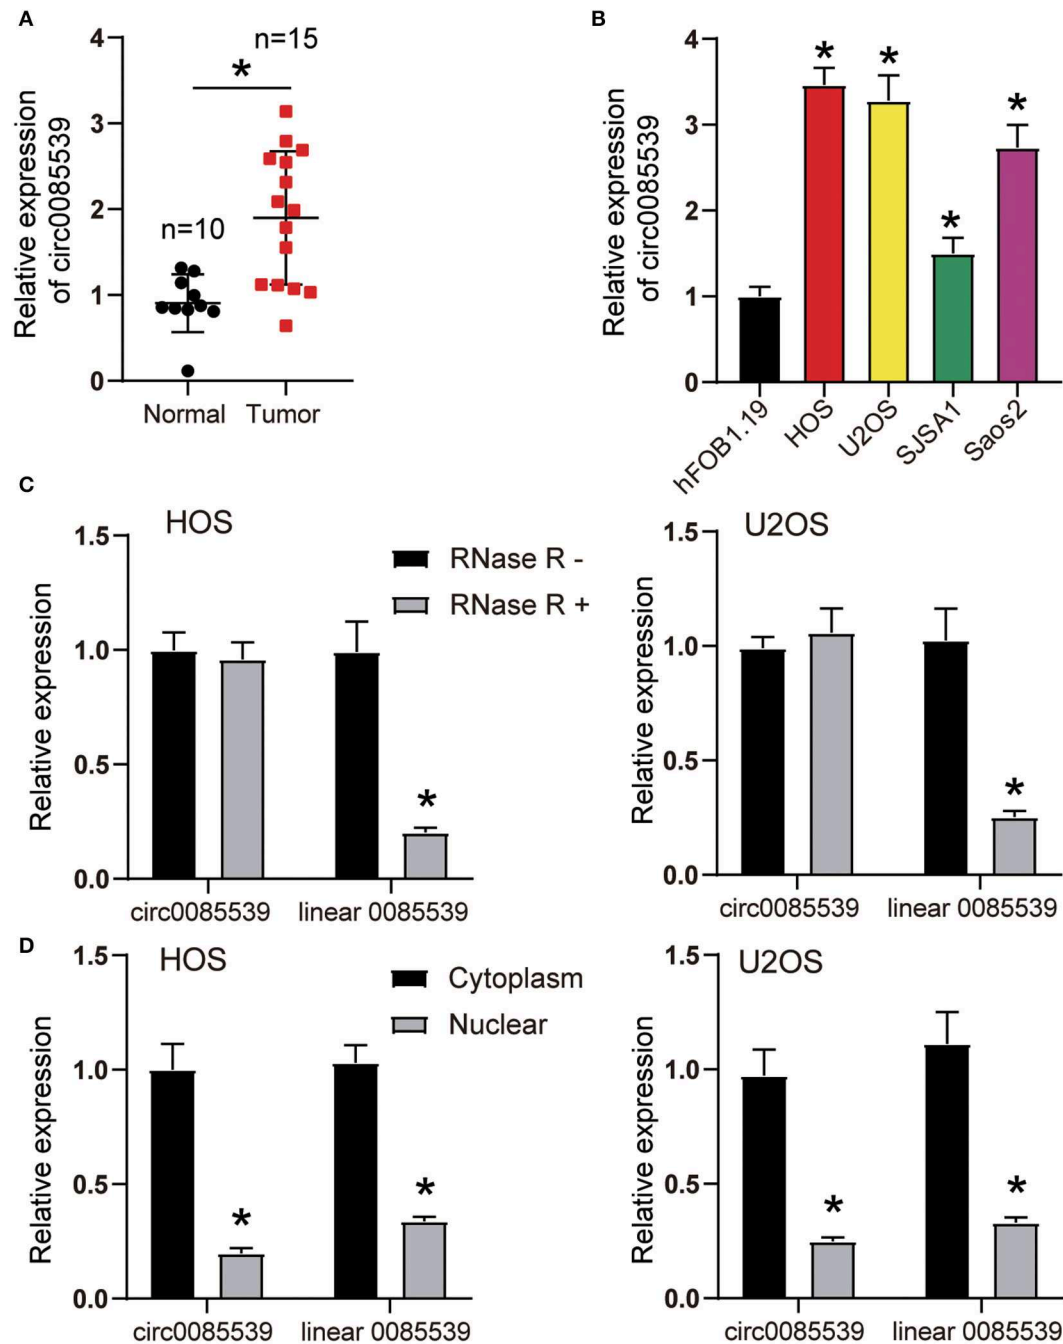 A
Relative expression
of circ0085539
4
3
2
1
0
n=15
*
n=10
Normal
Tumor
B
Relative expression
of circ0085539
4
3
2
1
0
*
*
*
*
hFOB1.19
HOS
U2OS
SJSA1
Saos2
C
HOS
Relative expression
1.5
1.0
0.5
0.0
RNase R -
RNase R +
*
circ0085539
linear 0085539
U2OS
Relative expression
1.5
1.0
0.5
0.0
*
circ0085539
linear 0085539
D
HOS
Relative expression
1.5
1.0
0.5
0.0
Cytoplasm
Nuclear
*
*
circ0085539
linear 0085539
U2OS
Relative expression
1.5
1.0
0.5
0.0
*
*
circ0085539
linear 0085539